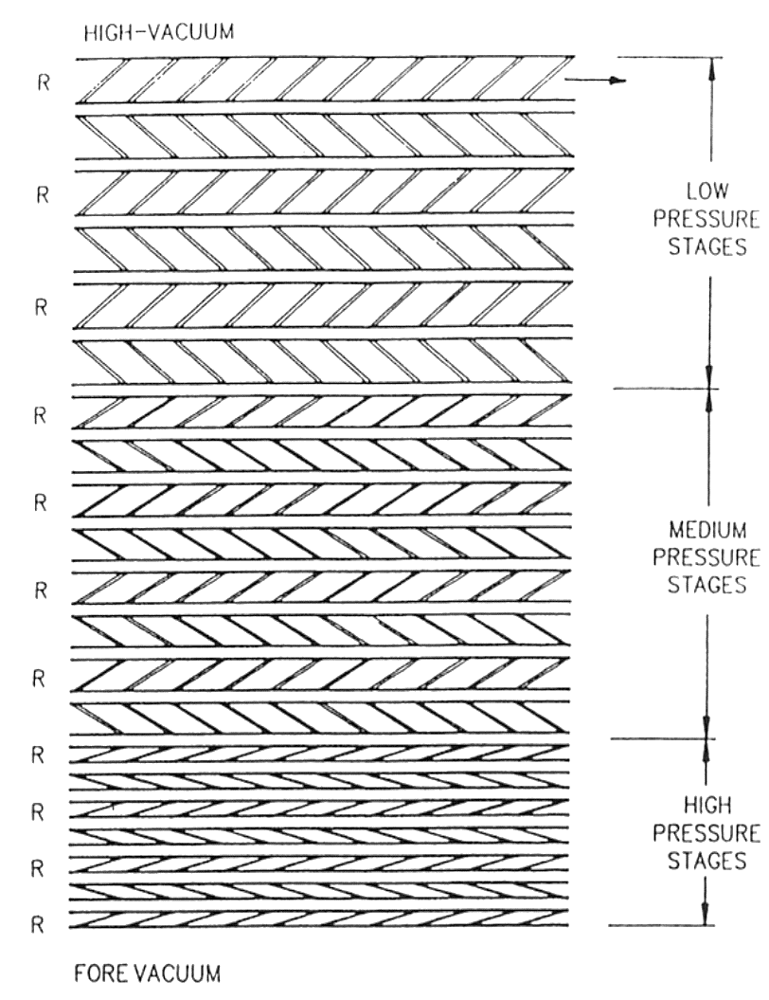 HIGH-VACUUM
R
R
LOW
PRESSURE
STAGES
R
R
R
MEDIUM
PRESSURE
STAGES
R
R
R
R
HIGH
PRESSURE
STAGES
R
R
FORE VACUUM